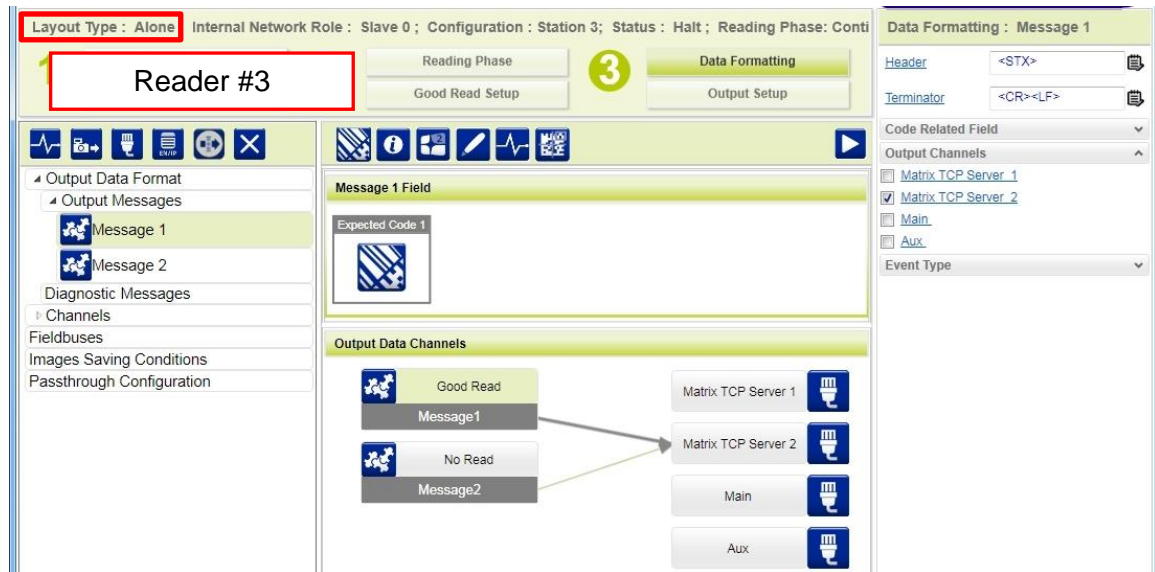 Layout Type : Alone Internal Network Role : Slave 0 ; Configuration : Station 3; Status : Halt ; Reading Phase: Conti
Reader #3
Reading Phase
Good Read Setup
3
Data Formatting
Output Setup
Output Data Format
Output Messages
Message 1
Message 2
Diagnostic Messages
Channels
Fieldbuses
Images Saving Conditions
Passthrough Configuration
Message 1 Field
Expected Code 1
Output Data Channels
Good Read
Message1
No Read
Message2
Matrix TCP Server 1
Matrix TCP Server 2
Main
Aux
Data Formatting : Message 1
Header <STX>
Terminator <CR><LF>
Code Related Field
Output Channels
Matrix TCP Server 1
Matrix TCP Server 2
Main
Aux
Event Type